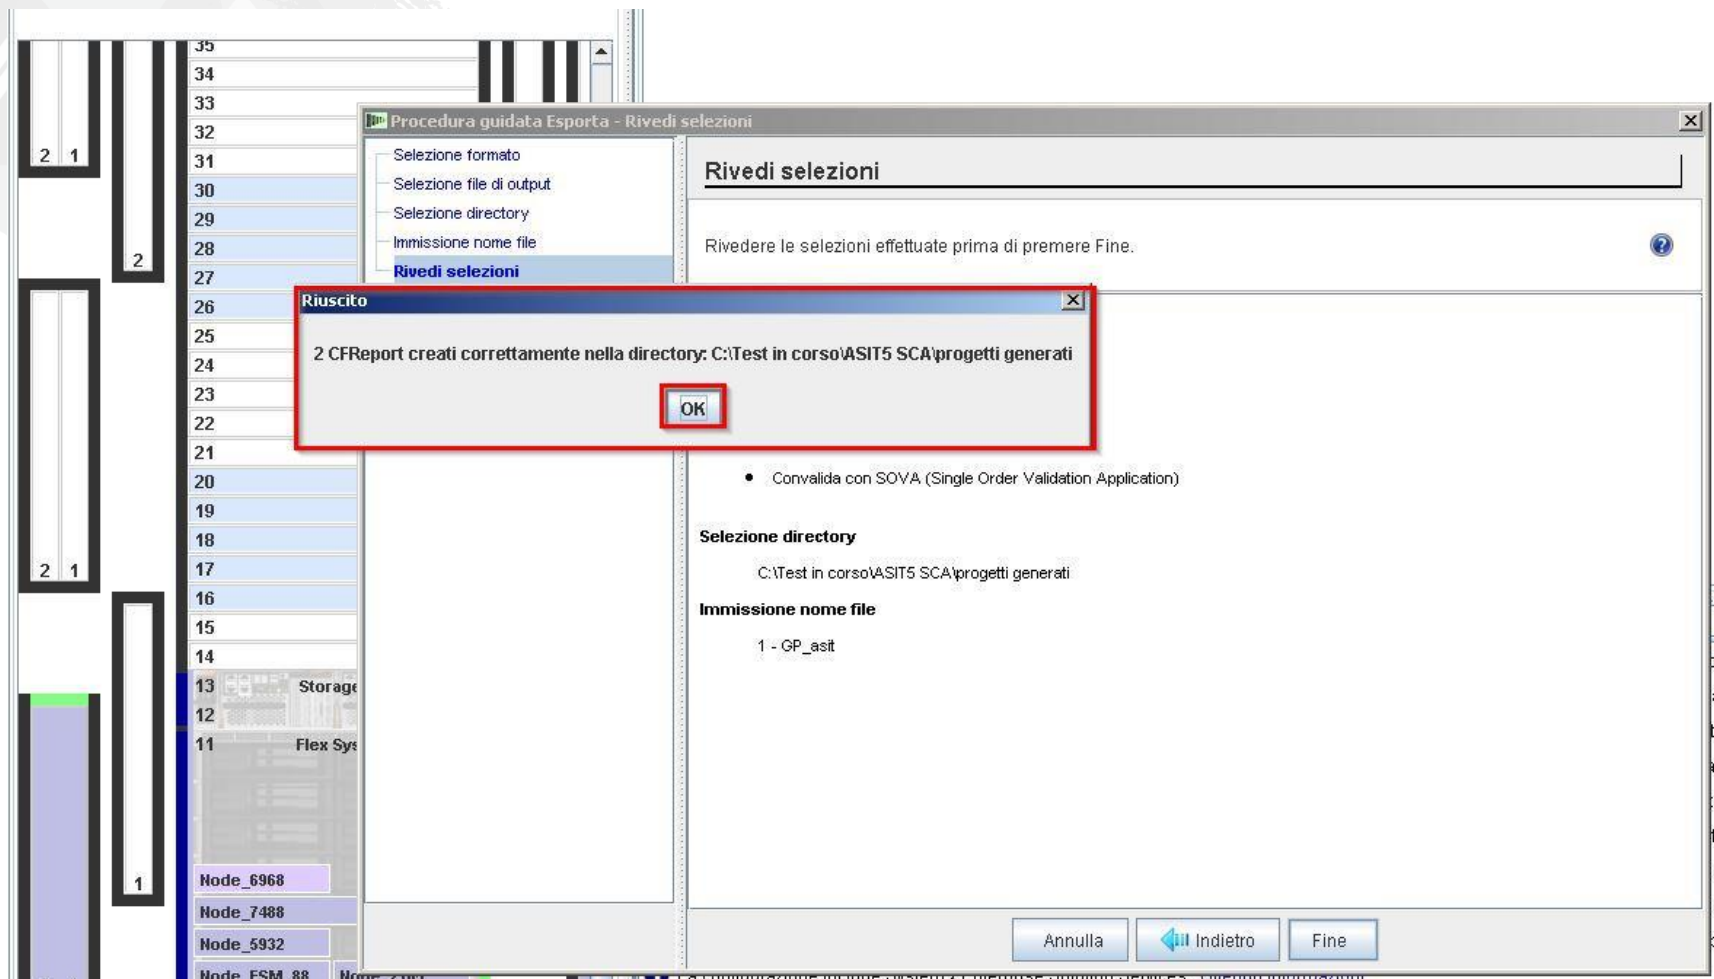 35
34
33
32
31
30
29
28
27
26
25
24
23
22
21
20
19
18
17
16
15
14
13 Storage
12
11 Flex Sys
2 1
2
2 1
1
Node_6968
Node_7488
Node_5932
Node_FSM_88
Procedura guidata Esporta - Rivedi selezioni
Selezione formato
Selezione file di output
Selezione directory
Immissione nome file
Rivedi selezioni
Rivedi selezioni
Rivedere le selezioni effettuate prima di premere Fine.
Riuscito
2 CFReport creati correttamente nella directory: C:\Test in corso\ASIT5 SCA\progetti generati
OK
Convalida con SOVA (Single Order Validation Application)
Selezione directory
C:\Test in corso\ASIT5 SCA\progetti generati
Immissione nome file
1 - GP_asit
Annulla
Indietro
Fine